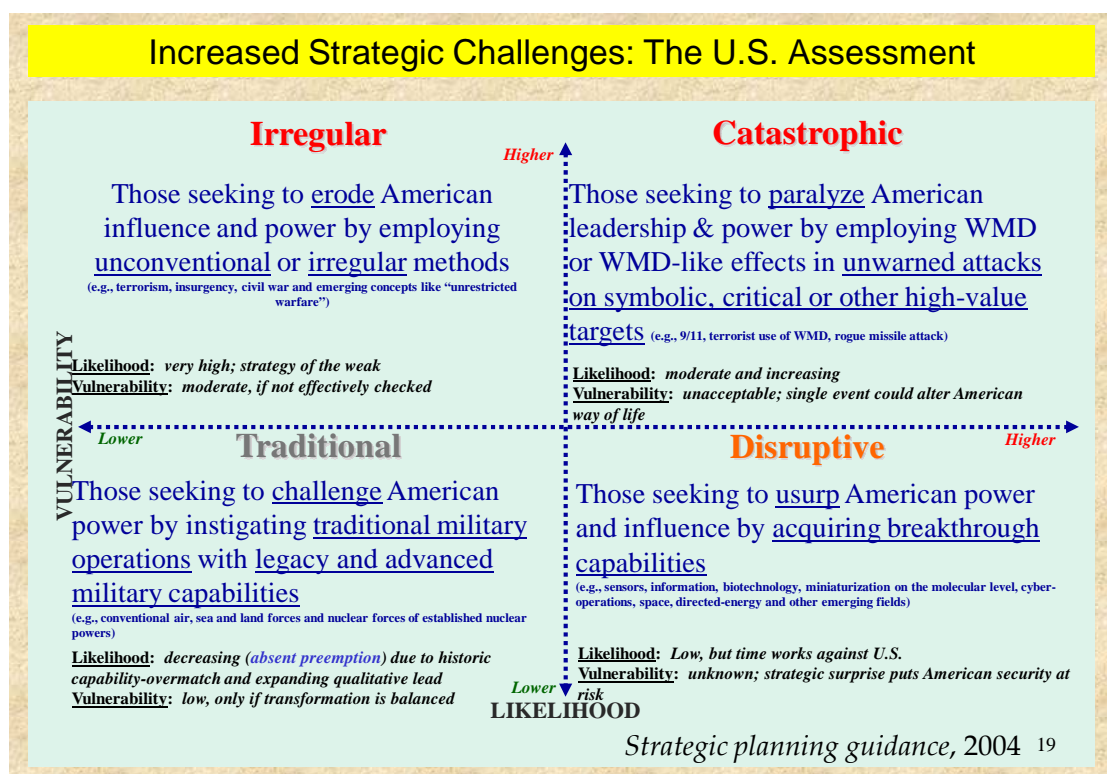 Increased Strategic Challenges: The U.S. Assessment
Irregular
Higher
Those seeking to erode American
influence and power by employing
unconventional or irregular methods
(e.g., terrorism, insurgency, civil war and emerging concepts like “unrestricted
warfare”)
Likelihood: very high; strategy of the weak
Vulnerability: moderate, if not effectively checked
Catastrophic
Those seeking to paralyze American
leadership & power by employing WMD
or WMD-like effects in unwarned attacks
on symbolic, critical or other high-value
targets (e.g., 9/11, terrorist use of WMD, rogue missile attack)
Likelihood: moderate and increasing
Vulnerability: unacceptable; single event could alter American
way of life
VULNERABILITY
Lower
Higher
Traditional
Those seeking to challenge American
power by instigating traditional military
operations with legacy and advanced
military capabilities
(e.g., conventional air, sea and land forces and nuclear forces of established nuclear
powers)
Likelihood: decreasing (absent preemption) due to historic
capability-overmatch and expanding qualitative lead
Vulnerability: low, only if transformation is balanced
Disruptive
Those seeking to usurp American power
and influence by acquiring breakthrough
capabilities
(e.g., sensors, information, biotechnology, miniaturization on the molecular level, cyber-
operations, space, directed-energy and other emerging fields)
Likelihood: Low, but time works against U.S.
Vulnerability: unknown; strategic surprise puts American security at
risk
Lower
LIKELIHOOD
Strategic planning guidance, 2004
19